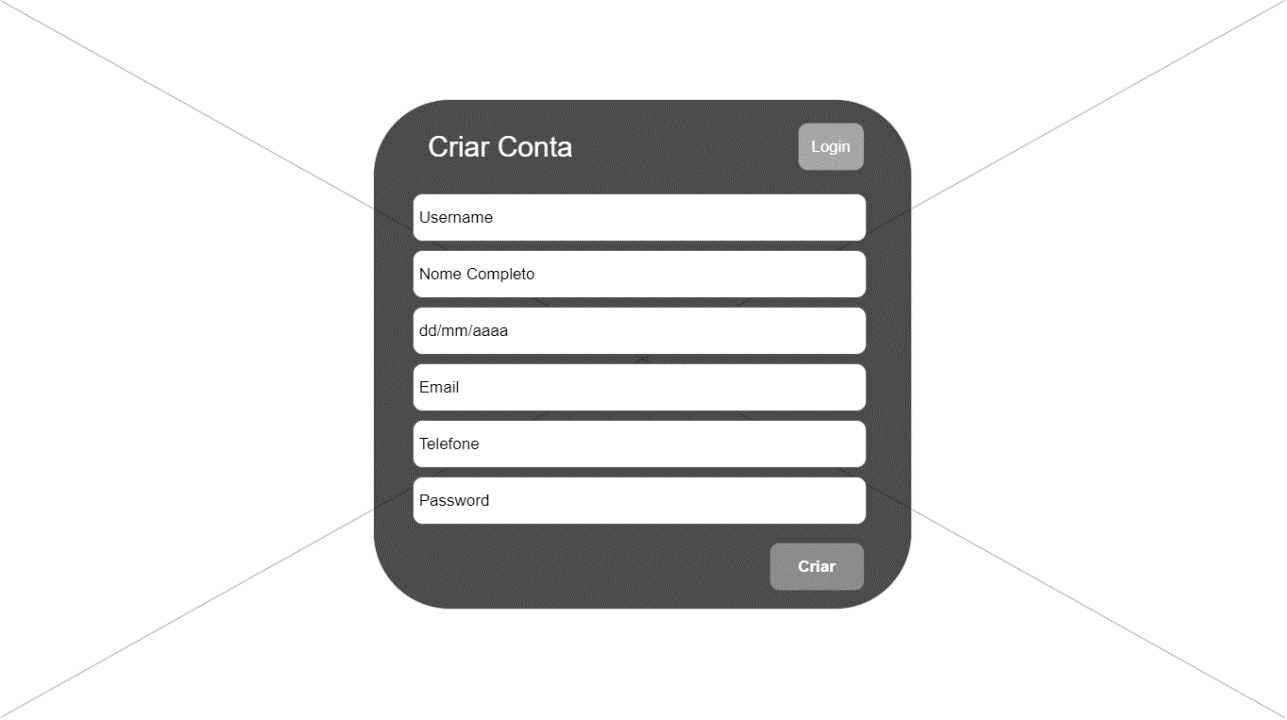 Criar Conta
Login
Username
Nome Completo
dd/mm/aaaa
Email
Telefone
Password
Criar